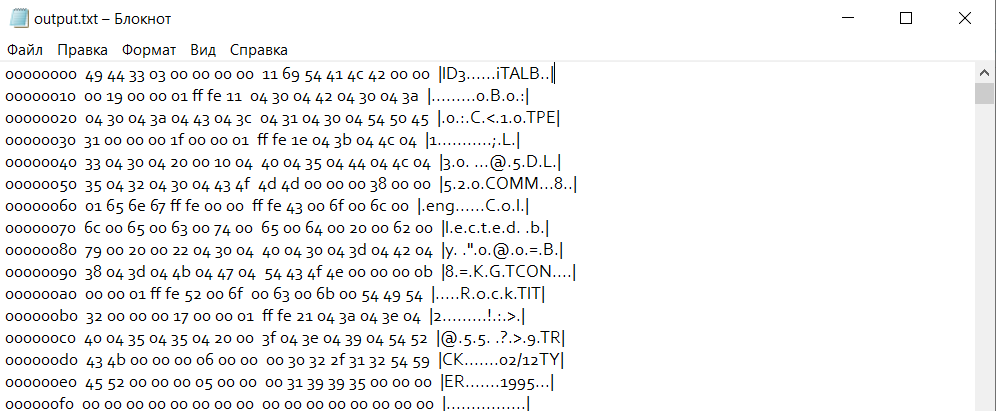 output.txt – Блокнот
Файл Правка Формат Вид Справка
00000000 49 44 33 03 00 00 00 00 11 69 54 41 4c 42 00 00 |ID3......iTALB..|
00000010 00 19 00 00 01 ff fe 11 04 30 04 42 04 30 04 3a |.........0.B.0.:|
00000020 04 30 04 3a 04 43 04 3c 04 31 04 30 04 54 50 45 |.0.:.C.<.1.0.TPE|
00000030 31 00 00 00 1f 00 00 01 ff fe 1e 04 3b 04 4c 04 |1...........;.L.|
00000040 33 04 30 04 20 00 10 04 40 04 35 04 44 04 4c 04 |3.0. ...@.5.D.L.|
00000050 35 04 32 04 30 04 43 4f 4d 4d 00 00 00 38 00 00 |5.2.0.COMM...8..|
00000060 01 65 6e 67 ff fe 00 00 ff fe 43 00 6f 00 6c 00 |.eng......C.o.l.|
00000070 6c 00 65 00 63 00 74 00 65 00 64 00 20 00 62 00 |l.e.c.t.e.d. .b.|
00000080 79 00 20 00 22 04 30 04 40 04 30 04 3d 04 42 04 |y. .".0.@.0.=.B.|
00000090 38 04 3d 04 4b 04 47 04 54 43 4f 4e 00 00 00 0b |8.=.K.G.TCON....|
000000a0 00 00 01 ff fe 52 00 6f 00 63 00 6b 00 54 49 54 |.....R.o.c.k.TIT|
000000b0 32 00 00 00 17 00 00 01 ff fe 21 04 3a 04 3e 04 |2.........!.:.>.|
000000c0 40 04 35 04 35 04 20 00 3f 04 3e 04 39 04 54 52 |@.5.5. .?.>.9.TR|
000000d0 43 4b 00 00 00 06 00 00 00 30 32 2f 31 32 54 59 |CK.......02/12TY|
000000e0 45 52 00 00 00 05 00 00 00 31 39 39 35 00 00 00 |ER.......1995...|
000000f0 00 00 00 00 00 00 00 00 00 00 00 00 00 00 00 00 |................|